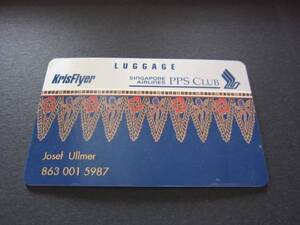 LUGGAGE
KrisFlyer SINGAPORE AIRLINES PPS CLUB
Josef Ullmer
863 001 5987